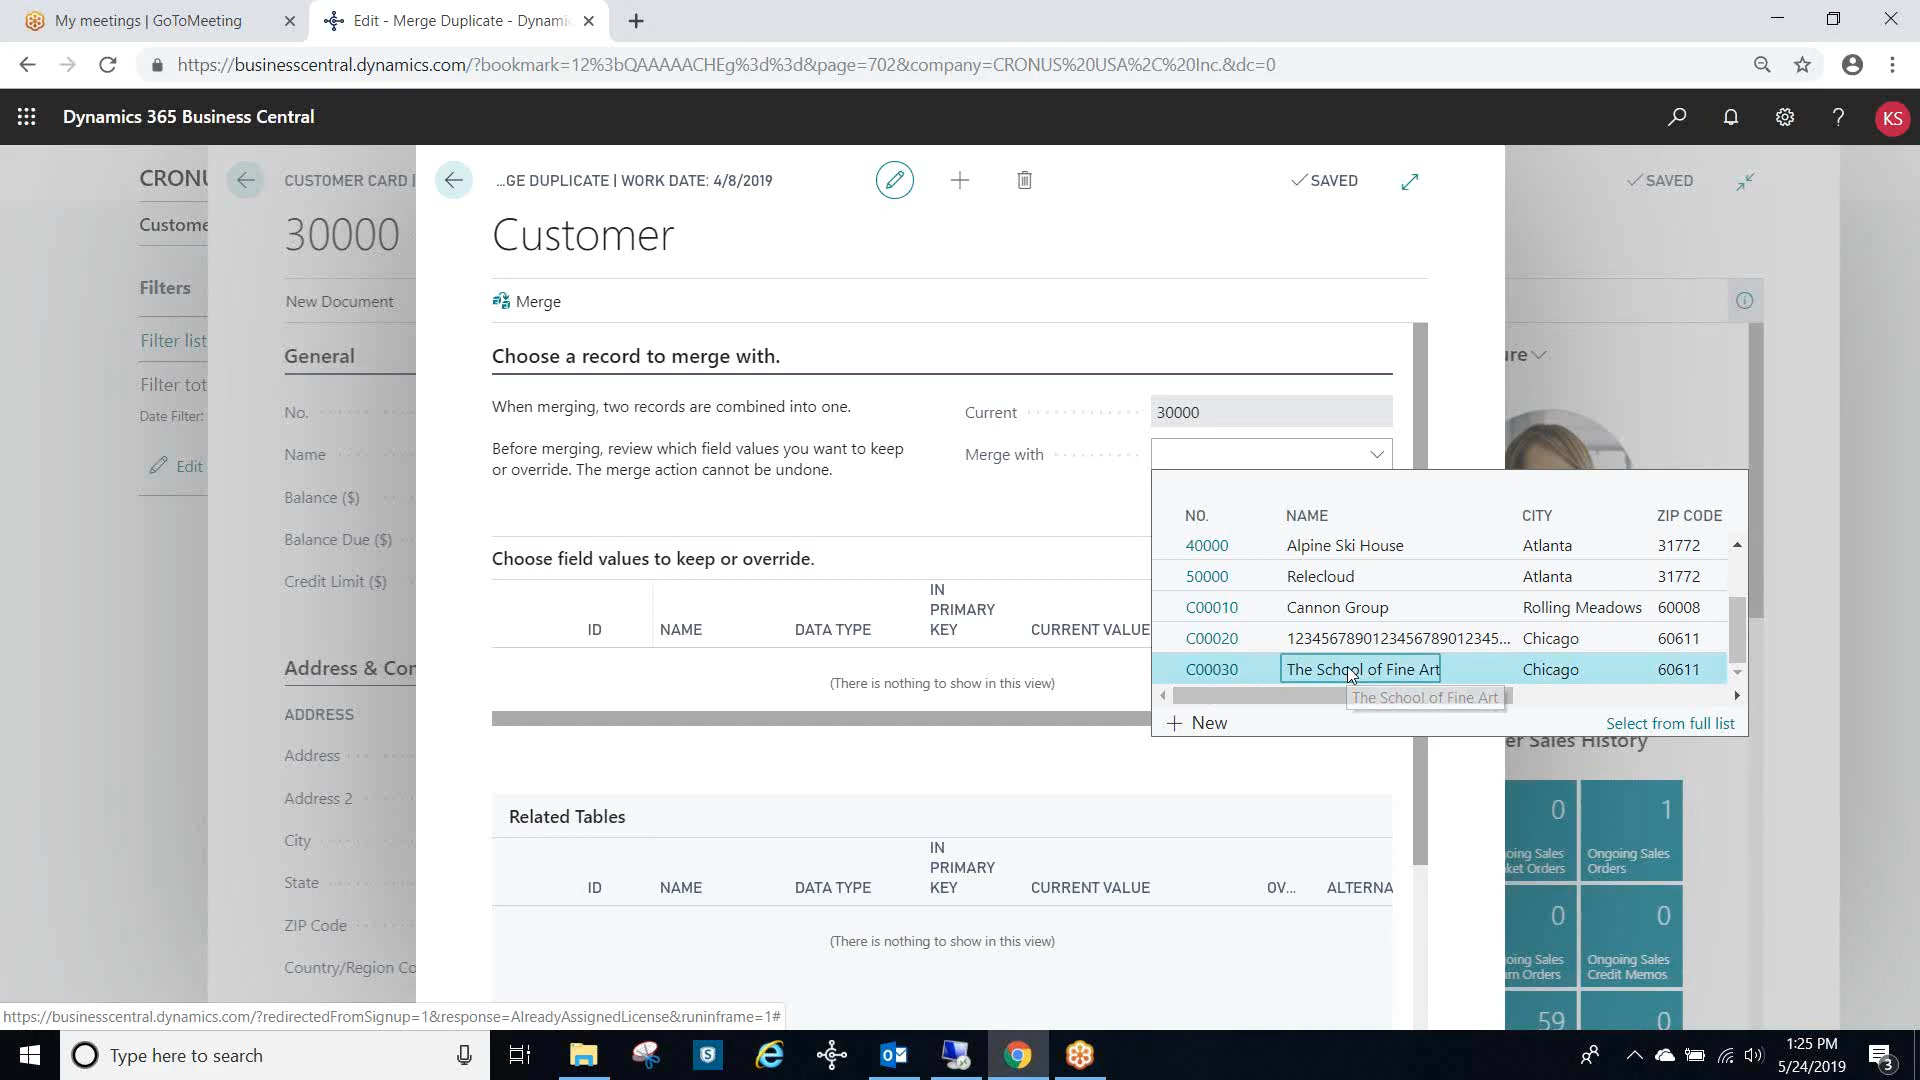 My meetings | GoToMeeting
Edit - Merge Duplicate - Dynami
https://businesscentral.dynamics.com/?bookmark=12%3bQAAAAACHEg%3d%3d&page=702&company=CRONUS%20USA%2C%20Inc.&dc=0
Dynamics 365 Business Central
KS
CRONU
CUSTOMER CARD |
...GE DUPLICATE | WORK DATE: 4/8/2019
SAVED
SAVED
Custome
30000
Customer
Filters
New Document
Merge
Filter list
General
Choose a record to merge with.
ure
Filter tot
Date Filter:
No.
When merging, two records are combined into one.
Current
30000
Edit
Name
Before merging, review which field values you want to keep
or override. The merge action cannot be undone.
Merge with
Balance ($)
Balance Due ($)
Credit Limit ($)
NO. NAME CITY ZIP CODE
40000 Alpine Ski House Atlanta 31772
50000 Relecloud Atlanta 31772
C00010 Cannon Group Rolling Meadows 60008
C00020 1234567890123456789012345... Chicago 60611
C00030 The School of Fine Art Chicago 60611
The School of Fine Art
New
Select from full list
Choose field values to keep or override.
ID NAME DATA TYPE IN PRIMARY KEY CURRENT VALUE
(There is nothing to show in this view)
Address & Con
ADDRESS
Address
Address 2
City
State
ZIP Code
Country/Region Co
er Sales History
Related Tables
ID NAME DATA TYPE IN PRIMARY KEY CURRENT VALUE OV... ALTERNA
(There is nothing to show in this view)
0
oing Sales
ket Orders
1
Ongoing Sales
Orders
0
oing Sales
rn Orders
0
Ongoing Sales
Credit Memos
59
0
https://businesscentral.dynamics.com/?redirectedFromSignup=1&response=AlreadyAssignedLicense&runinframe=1#
Type here to search
1:25 PM
5/24/2019
3